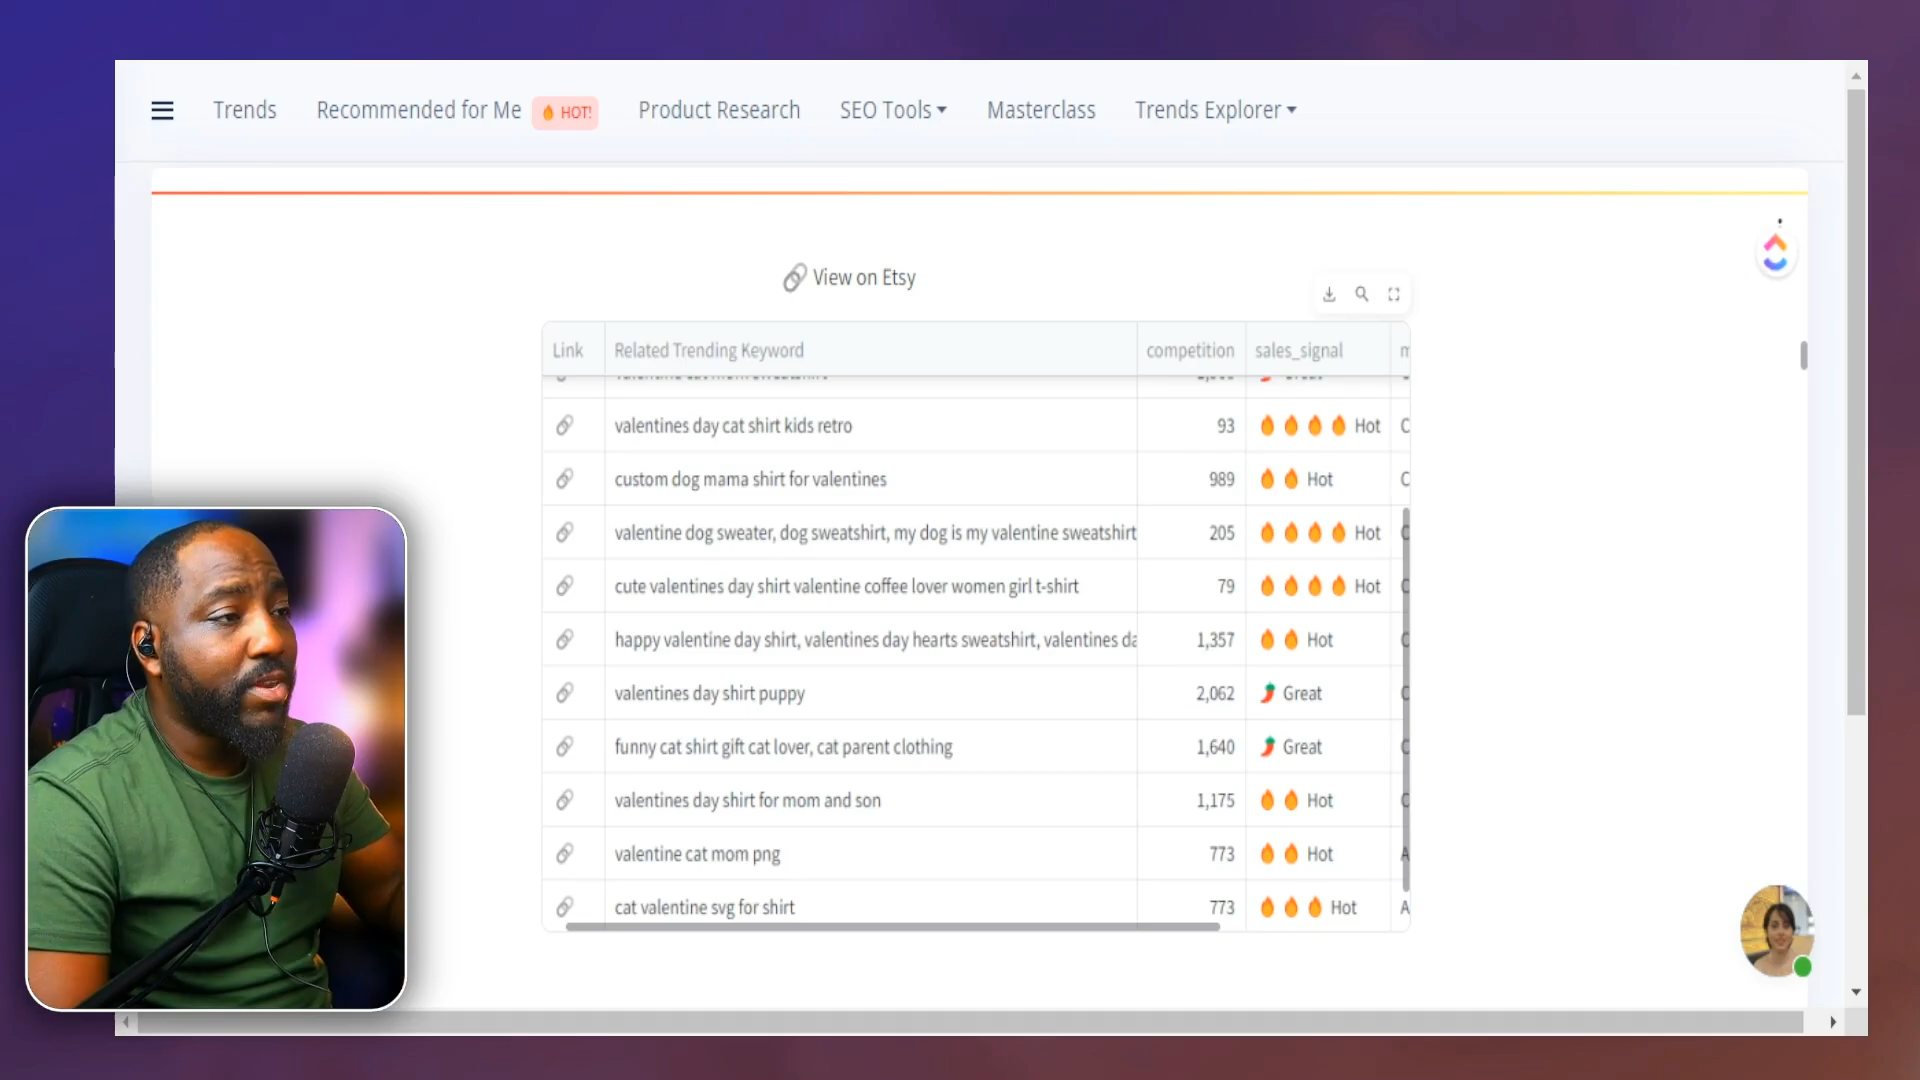 Trends Recommended for Me HOT! Product Research SEO Tools Masterclass Trends Explorer
View on Etsy
Link Related Trending Keyword competition sales_signal m
valentines day cat shirt kids retro 93 Hot C
custom dog mama shirt for valentines 989 Hot C
valentine dog sweater, dog sweatshirt, my dog is my valentine sweatshirt 205 Hot C
cute valentines day shirt valentine coffee lover women girl t-shirt 79 Hot C
happy valentine day shirt, valentines day hearts sweatshirt, valentines da 1,357 Hot C
valentines day shirt puppy 2,062 Great C
funny cat shirt gift cat lover, cat parent clothing 1,640 Great C
valentines day shirt for mom and son 1,175 Hot C
valentine cat mom png 773 Hot A
cat valentine svg for shirt 773 Hot A